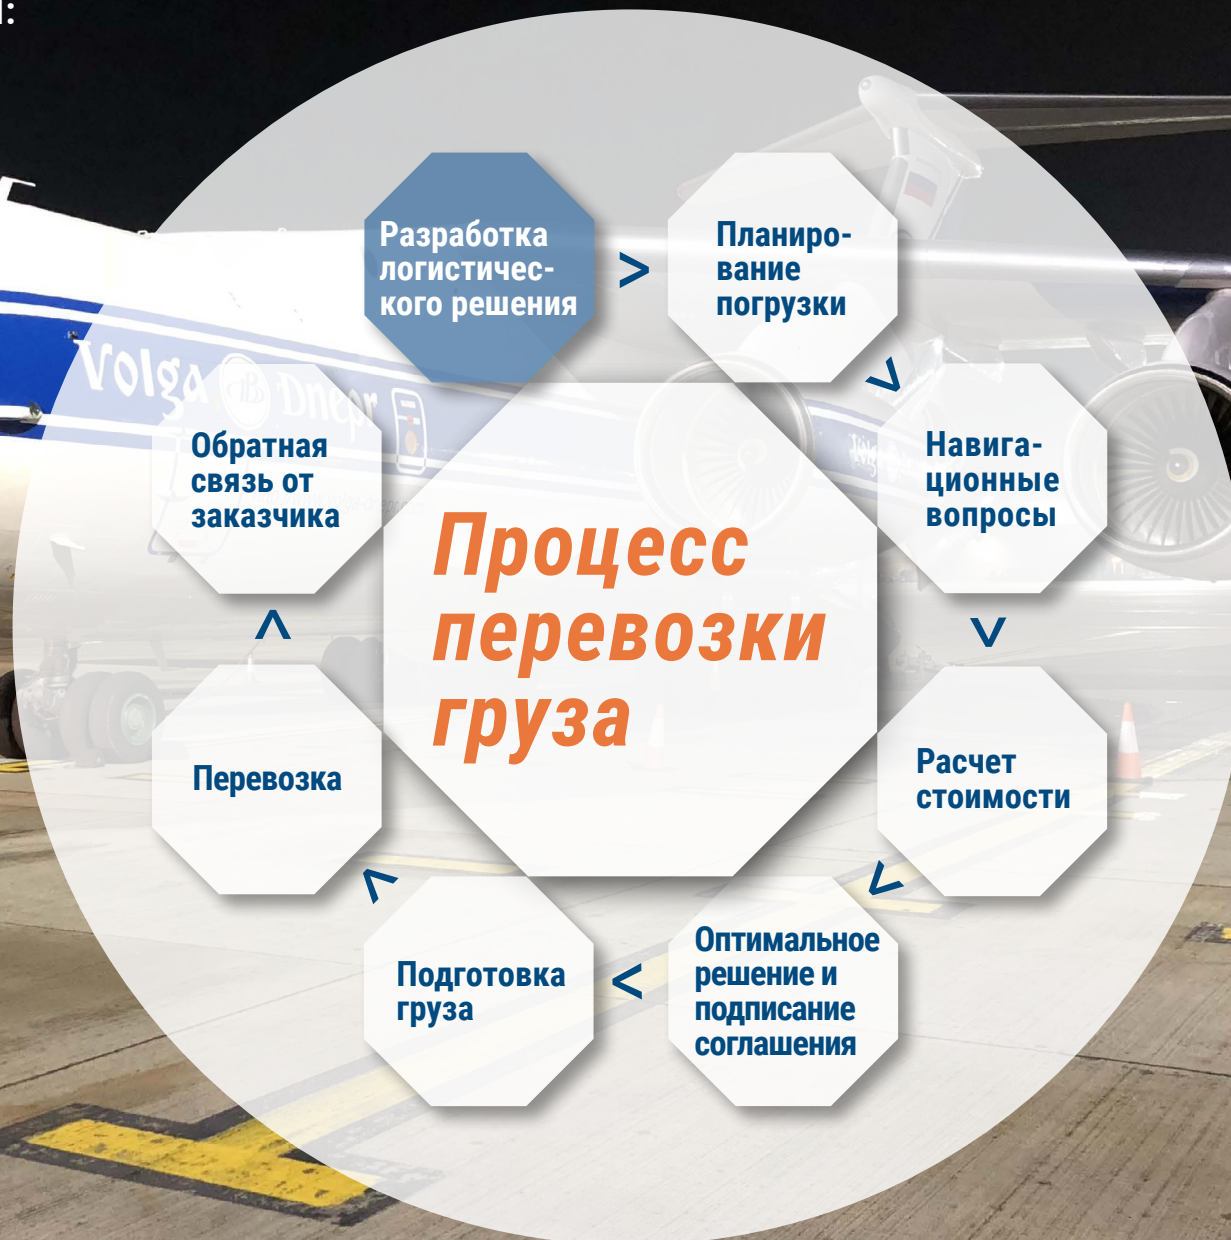 Разработка
логистичес-
кого решения
>
Планиро-
вание
погрузки
>
Навига-
ционные
вопросы
>
Расчет
стоимости
>
Оптимальное
решение и
подписание
соглашения
>
Подготовка
груза
>
Перевозка
>
Обратная
связь от
заказчика
Процесс
перевозки
груза
Volga Dnepr